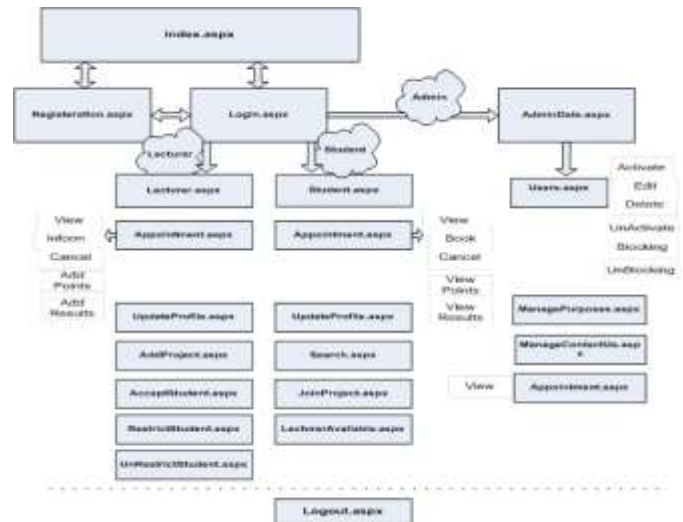 Index.aspx
Registeration.aspx
Login.aspx
Admin
AdminData.aspx
Lecturer
Student
Lecturer.aspx
Student.aspx
Users.aspx
Activate
Edit
Delete
UnActivate
Blocking
UnBlocking
View
Inform
Cancel
Add
Points
Add
Results
Appointment.aspx
Appointment.aspx
View
Book
Cancel
View
Points
View
Results
UpdateProfile.aspx
UpdateProfile.aspx
ManagePurposes.aspx
AddProject.aspx
Search.aspx
AcceptStudent.aspx
JoinProject.aspx
View
Appointment.aspx
RestrictStudent.aspx
LecturerAvailable.aspx
UnRestrictStudent.aspx
Logout.aspx